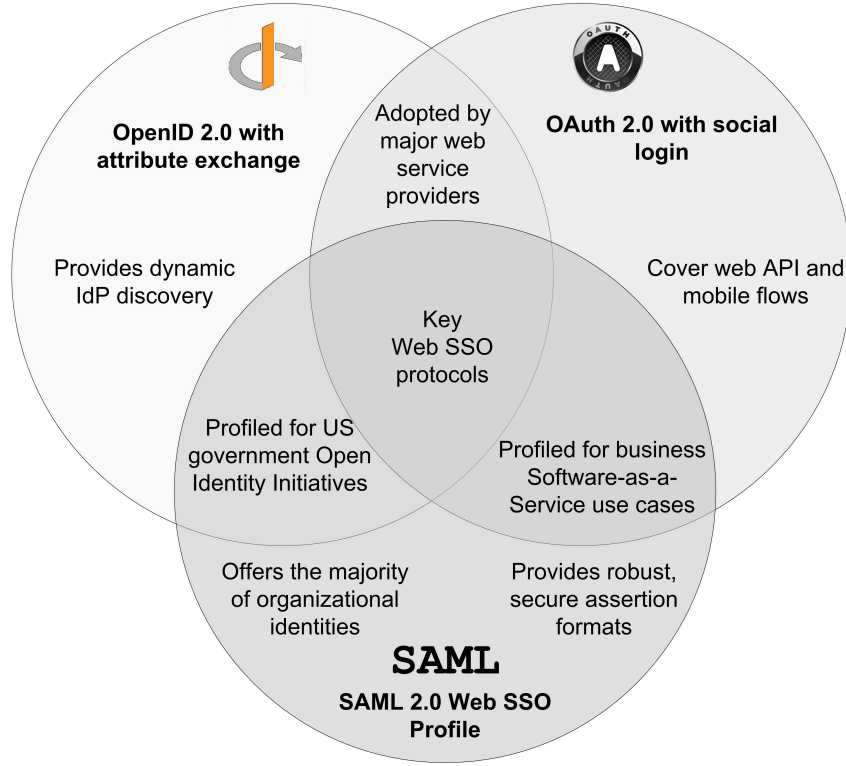 OAUTH
A
OAUTH
OpenID 2.0 with
attribute exchange
Adopted by
major web
service
providers
OAuth 2.0 with social
login
Provides dynamic
IdP discovery
Cover web API and
mobile flows
Key
Web SSO
protocols
Profiled for US
government Open
Identity Initiatives
Profiled for business
Software-as-a-
Service use cases
Offers the majority
of organizational
identities
Provides robust,
secure assertion
formats
SAML
SAML 2.0 Web SSO
Profile